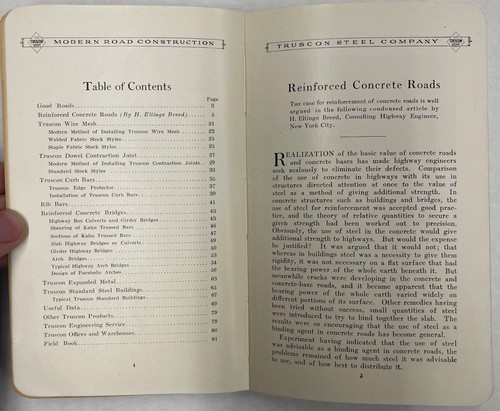 MODERN ROAD CONSTRUCTION
Table of Contents
Page
Good Roads 3
Reinforced Concrete Roads (By H. Eltinge Breed) 5
Truscon Wire Mesh 21
Modern Method of Installing Truscon Wire Mesh 23
Welded Fabric Stock Styles 25
Staple Fabric Stock Styles 25
Truscon Dowel Contraction Joint 27
Modern Method of Installing Truscon Contraction Joints 29
Standard Stock Styles 33
Truscon Curb Bars 35
Truscon Edge Protector 37
Installation of Truscon Curb Bars 39
Rib Bars 41
Reinforced Concrete Bridges 43
Highway Box Culverts and Girder Bridges 45
Shearing of Kahn Trussed Bars 46
Sections of Kahn Trussed Bars 47
Slab Highway Bridges or Culverts 49
Girder Highway Bridges 50
Arch Bridges 53
Typical Highway Arch Bridges 54
Design of Parabolic Arches 56
Truscon Expanded Metal 63
Truscon Standard Steel Buildings 65
Typical Truscon Standard Buildings 67
Useful Data 69
Other Truscon Products 79
Truscon Engineering Service 79
Truscon Offices and Warehouses 80
Field Book 81
TRUSCON STEEL COMPANY
Reinforced Concrete Roads
The case for reinforcement of concrete roads is well
argued in the following condensed article by
H. Eltinge Breed, Consulting Highway Engineer,
New York City.
REALIZATION of the basic value of concrete roads
and concrete bases has made highway engineers
seek zealously to eliminate their defects. Comparison
of the use of concrete in highways with its use in
structures directed attention at once to the value of
steel as a method of giving additional strength. In
concrete structures such as buildings and bridges, the
use of steel for reinforcement was accepted good prac-
tice, and the theory of relative quantities to secure a
given strength had been worked out to precision.
Obviously, the use of steel in the concrete would give
additional strength to highways. But would the expense
be justified? It was argued that it would not; that
whereas in buildings steel was a necessity to give them
rigidity, it was not necessary on a flat surface that had
the bearing power of the whole earth beneath it. But
meanwhile cracks were developing in the concrete and
concrete-base roads, and it became apparent that the
bearing power of the whole earth varied widely on
different portions of its surface. Other remedies having
been tried without success, small quantities of steel
were introduced to try to bind together the slab. The
results were so encouraging that the use of steel as a
binding agent in concrete roads has become general.
Experiment having indicated that the use of steel
was advisable as a binding agent in concrete roads, the
problems remained of how much steel it was advisable
to use, and of how best to distribute it.